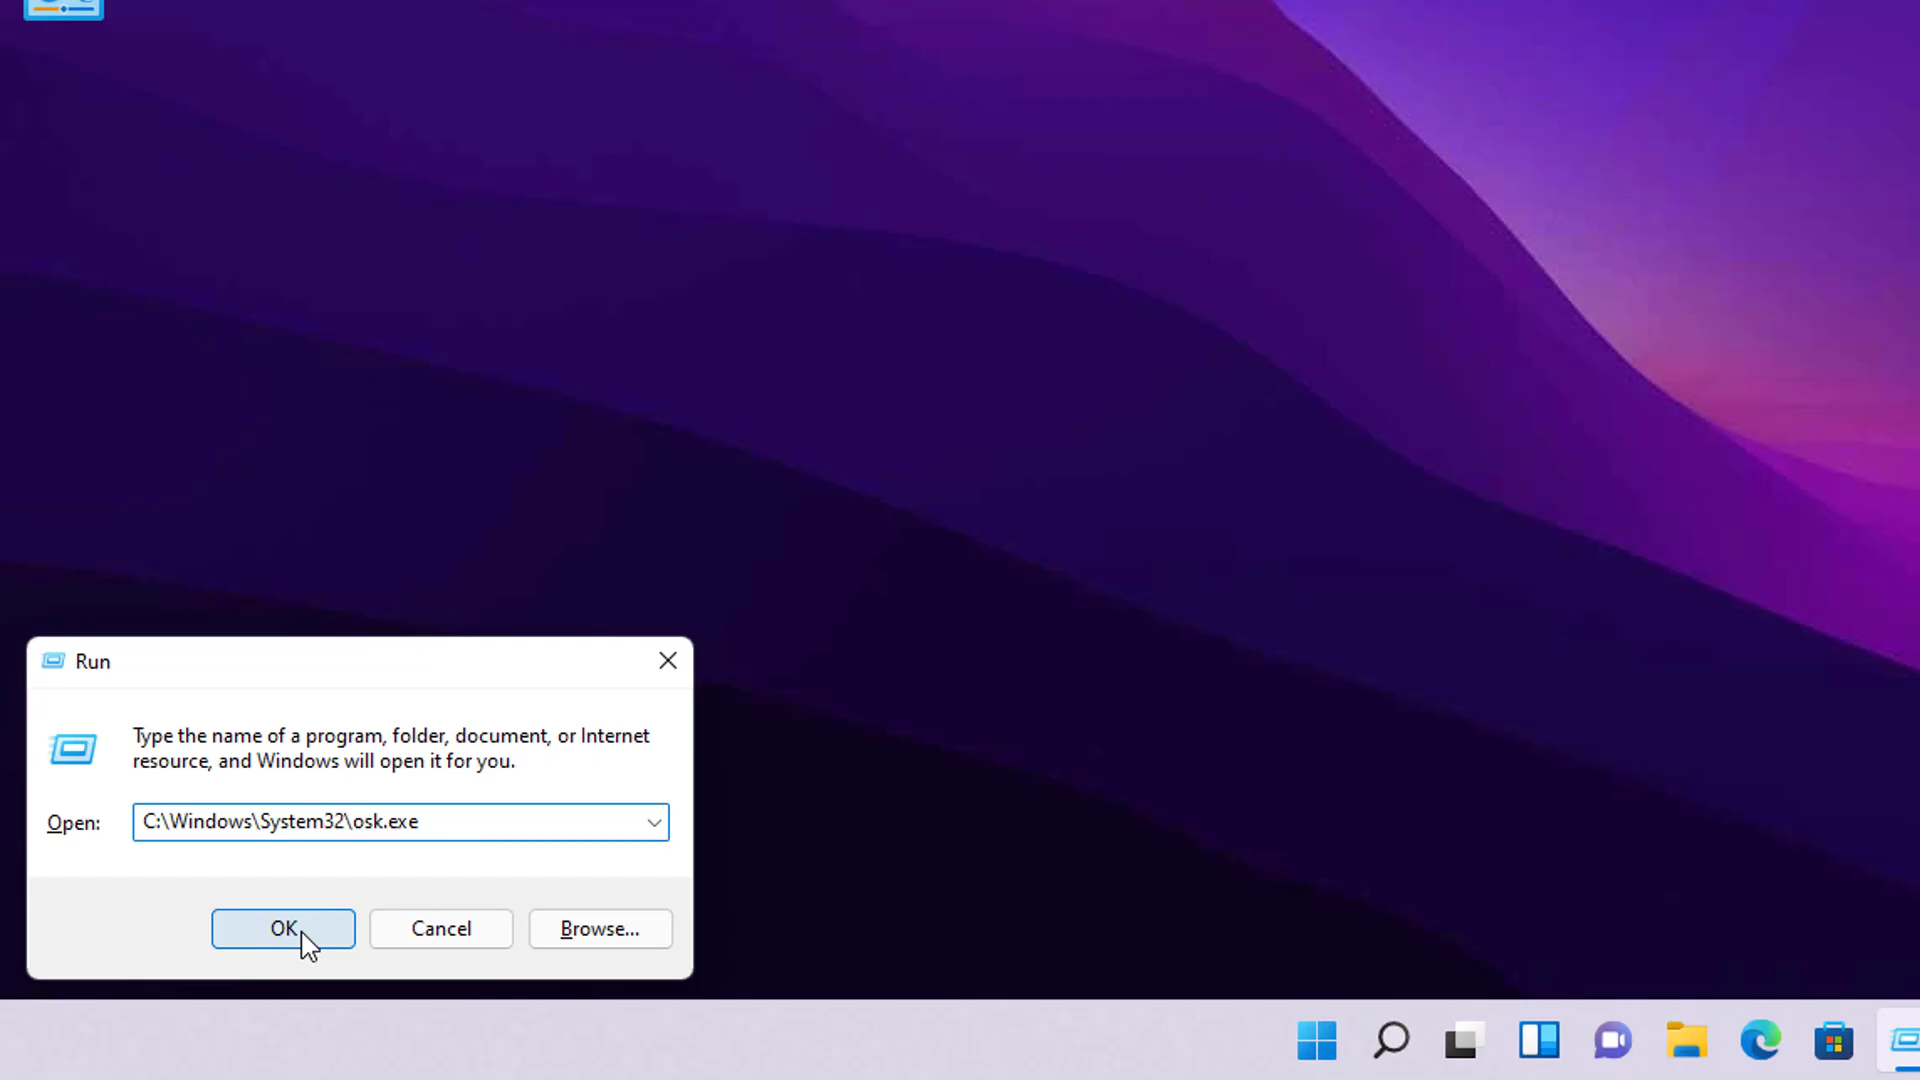 Run
Type the name of a program, folder, document, or Internet
resource, and Windows will open it for you.
Open:
C:\Windows\System32\osk.exe
OK
Cancel
Browse...